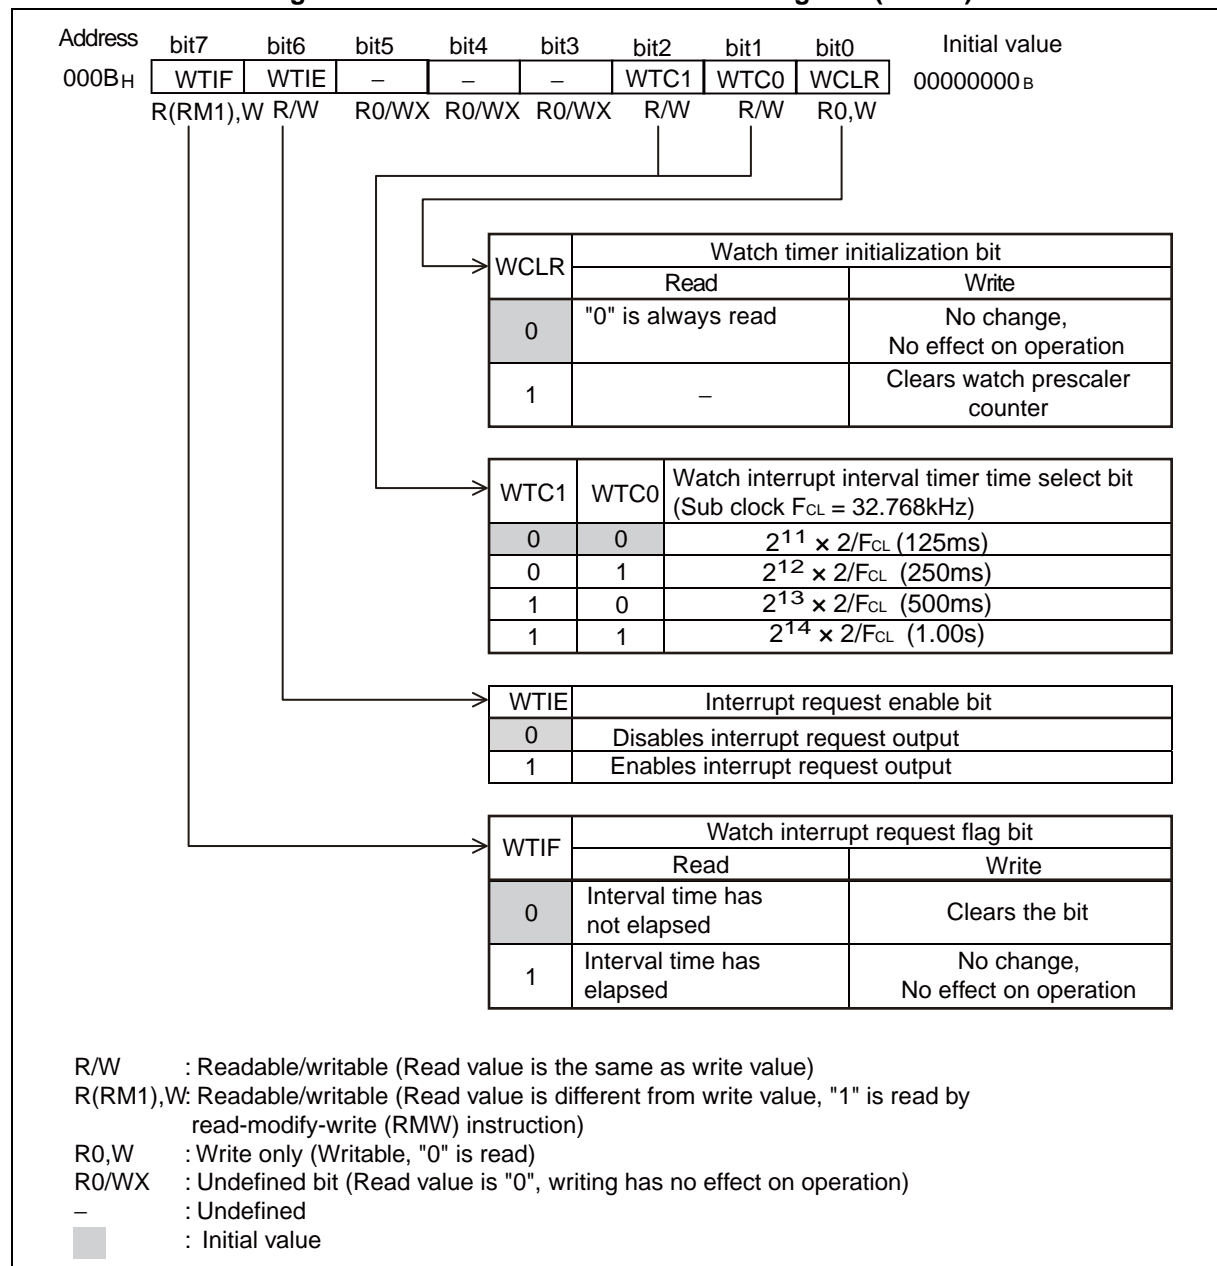 Address bit7 bit6 bit5 bit4 bit3 bit2 bit1 bit0 Initial value
000BH WTIF WTIE – – – WTC1 WTC0 WCLR 00000000B
R(RM1),W R/W R0/WX R0/WX R0/WX R/W R/W R0,W
WCLR Watch timer initialization bit
Read Write
0 "0" is always read No change,
No effect on operation
1 – Clears watch prescaler
counter
WTC1 WTC0 Watch interrupt interval timer time select bit
(Sub clock FCL = 32.768kHz)
0 0 2¹¹ × 2/FCL (125ms)
0 1 2¹² × 2/FCL (250ms)
1 0 2¹³ × 2/FCL (500ms)
1 1 2¹⁴ × 2/FCL (1.00s)
WTIE Interrupt request enable bit
0 Disables interrupt request output
1 Enables interrupt request output
WTIF Watch interrupt request flag bit
Read Write
0 Interval time has
not elapsed Clears the bit
1 Interval time has
elapsed No change,
No effect on operation
R/W : Readable/writable (Read value is the same as write value)
R(RM1),W: Readable/writable (Read value is different from write value, "1" is read by
read-modify-write (RMW) instruction)
R0,W : Write only (Writable, "0" is read)
R0/WX : Undefined bit (Read value is "0", writing has no effect on operation)
– : Undefined
: Initial value